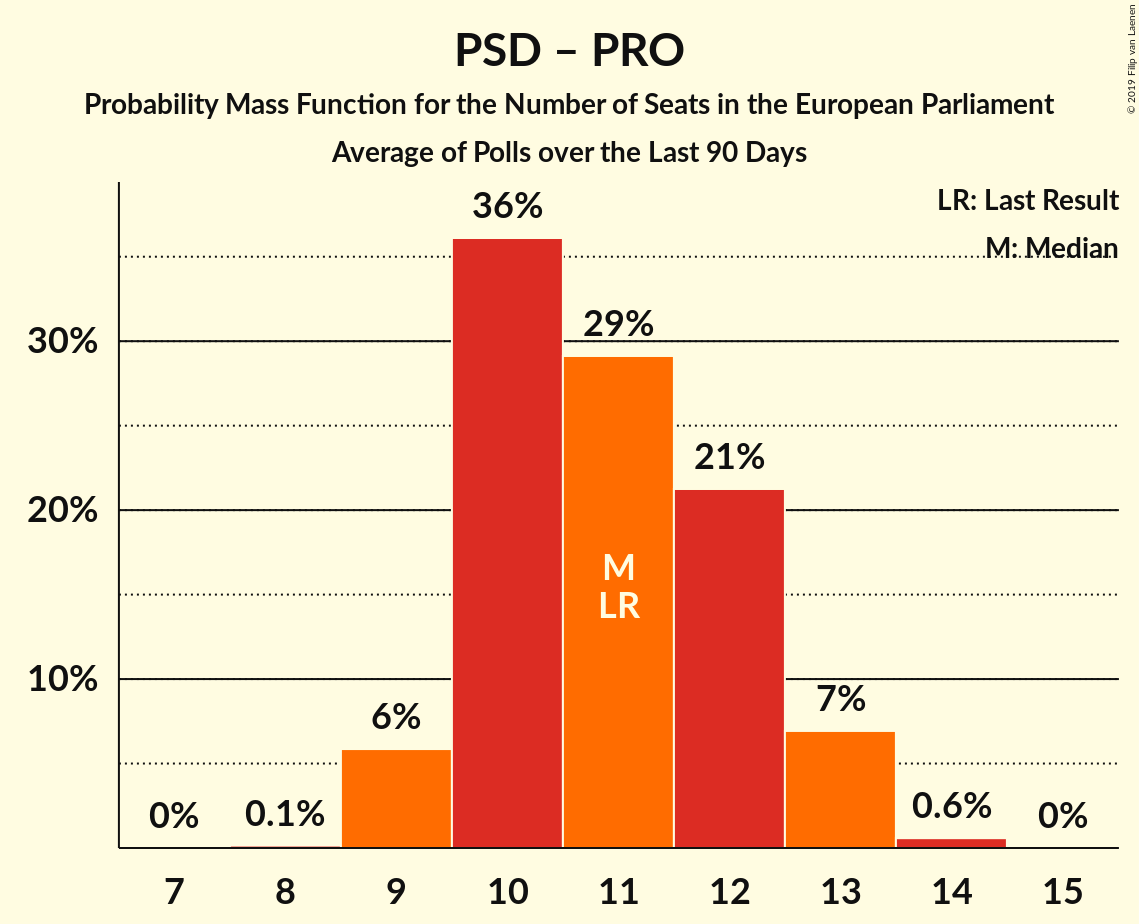 PSD – PRO
Probability Mass Function for the Number of Seats in the European Parliament
Average of Polls over the Last 90 Days
© 2019 Filip van Laenen
LR: Last Result
M: Median
36%
29%
21%
6%
7%
0%
0.1%
0.6%
0%
M
LR
30%
20%
10%
7 8 9 10 11 12 13 14 15